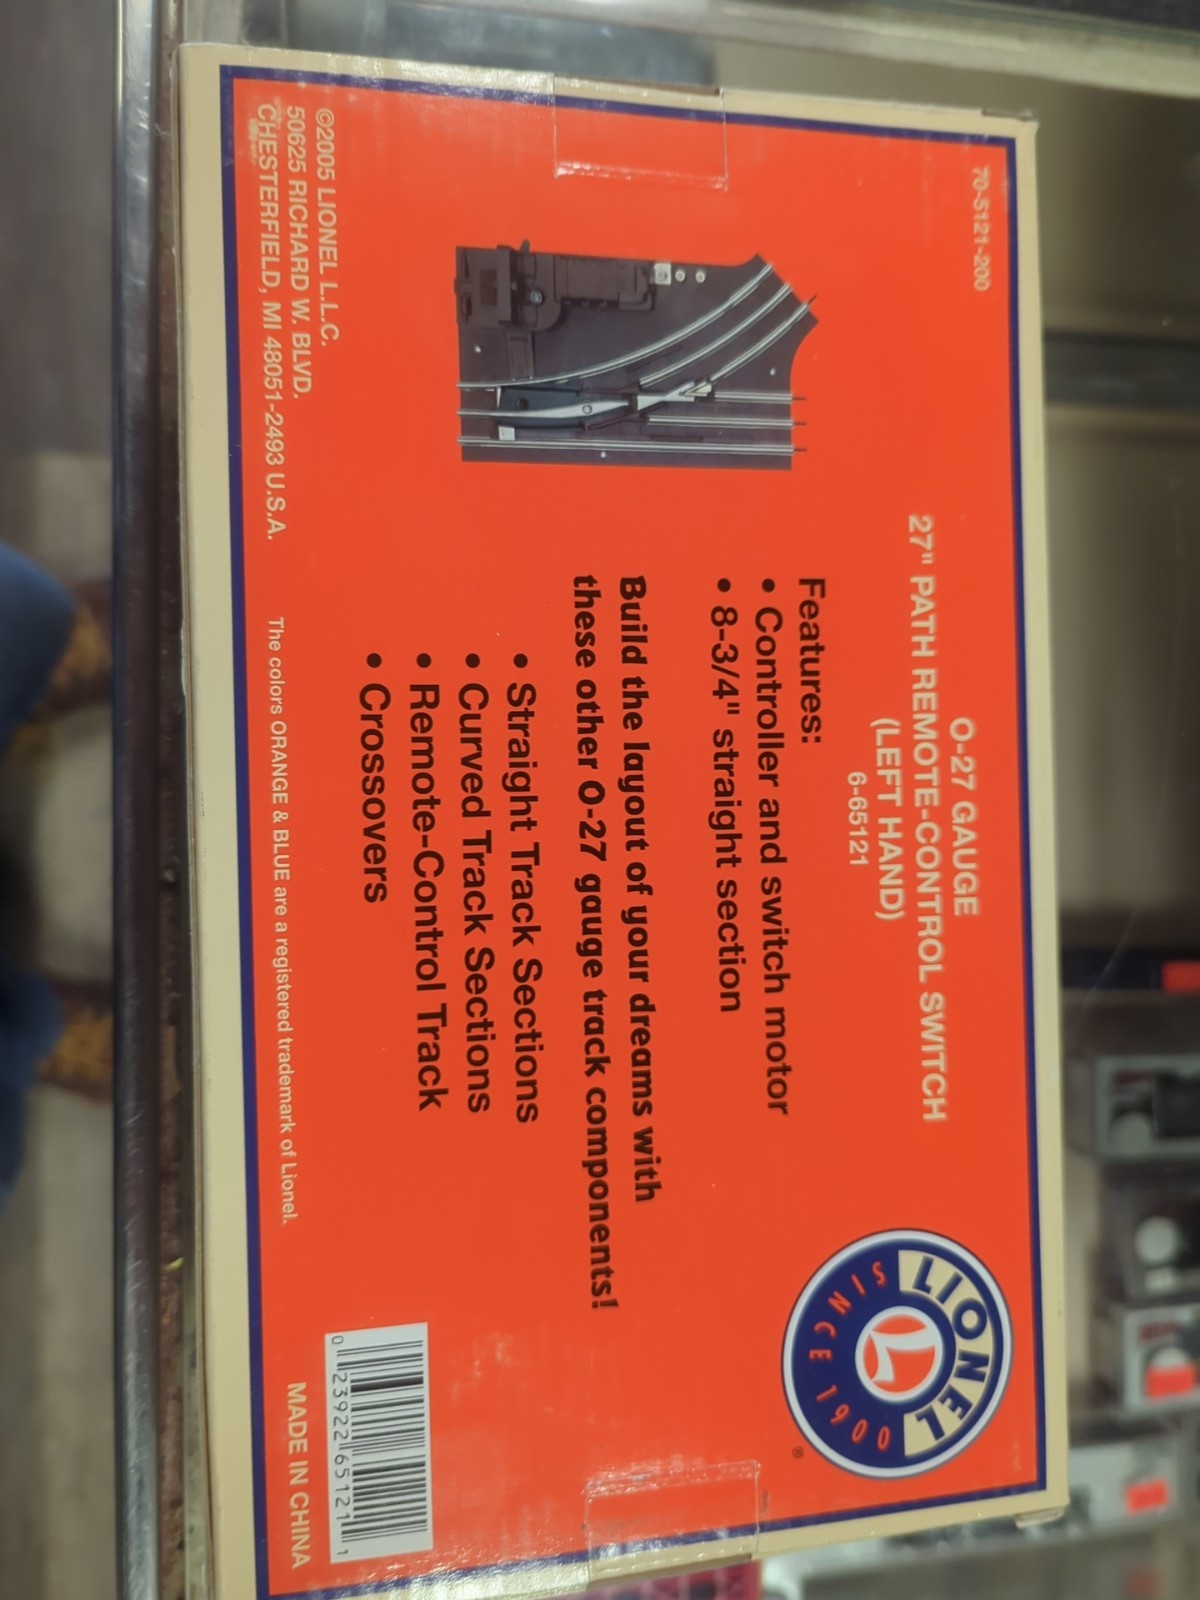 70-5121-200
O-27 GAUGE
27" PATH REMOTE-CONTROL SWITCH
(LEFT HAND)
6-65121
Features:
• Controller and switch motor
• 8-3/4" straight section
Build the layout of your dreams with
these other O-27 gauge track components!
• Straight Track Sections
• Curved Track Sections
• Remote-Control Track
• Crossovers
LIONEL
SINCE 1900
®
©2005 LIONEL L.L.C.
50625 RICHARD W. BLVD.
CHESTERFIELD, MI 48051-2493 U.S.A.
The colors ORANGE & BLUE are a registered trademark of Lionel.
0 23922 65121 1
MADE IN CHINA